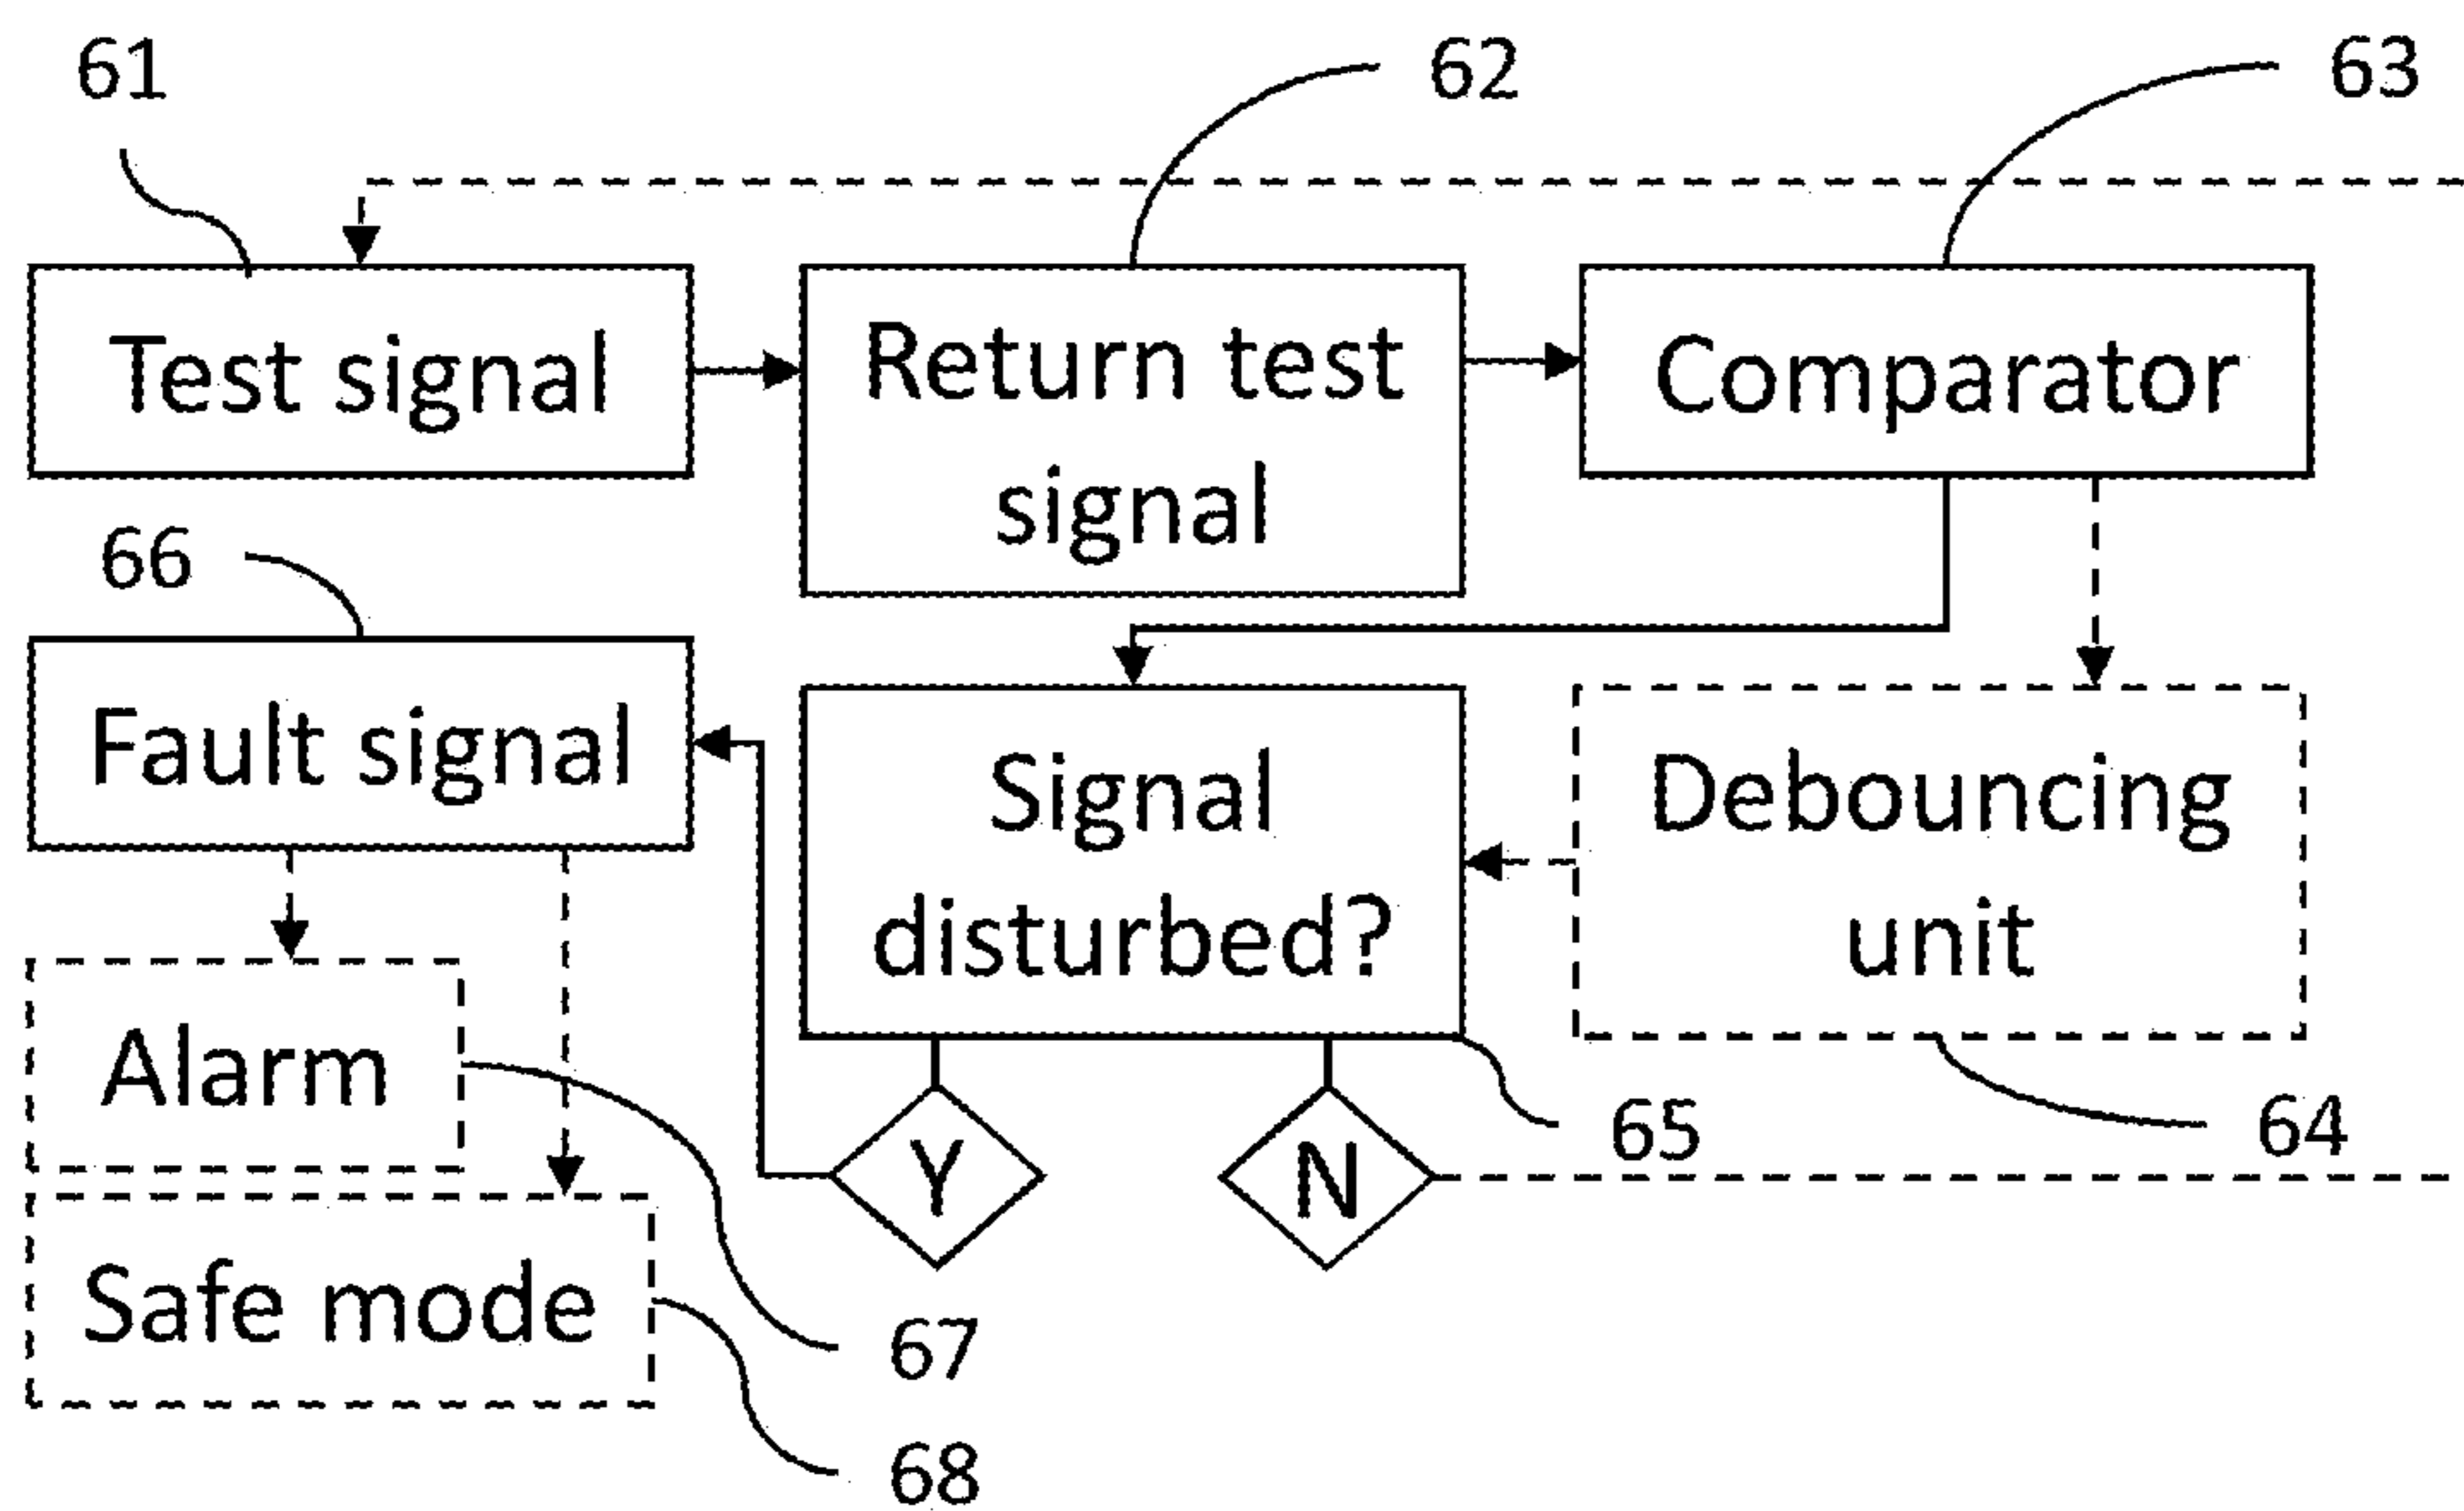 61
62
63
Test signal
Return test
signal
Comparator
66
Fault signal
Signal
disturbed?
Debouncing
unit
Alarm
Y
N
65
64
Safe mode
67
68